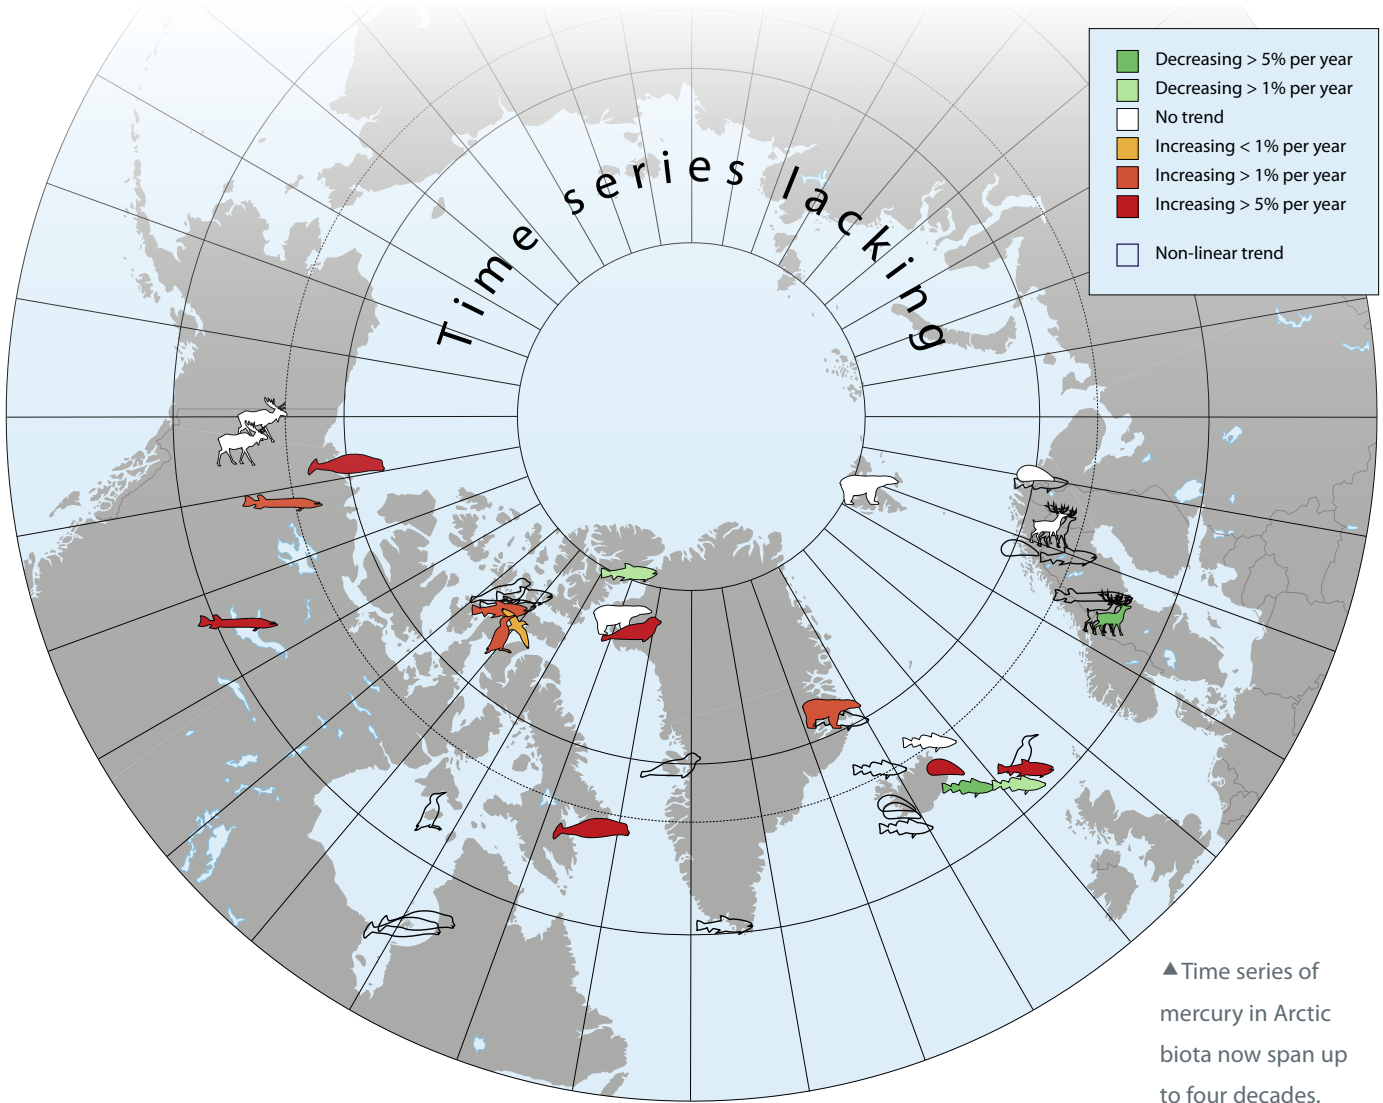 Decreasing > 5% per year
Decreasing > 1% per year
No trend
Increasing < 1% per year
Increasing > 1% per year
Increasing > 5% per year
Non-linear trend
Time series lacking
▲Time series of
mercury in Arctic
biota now span up
to four decades.